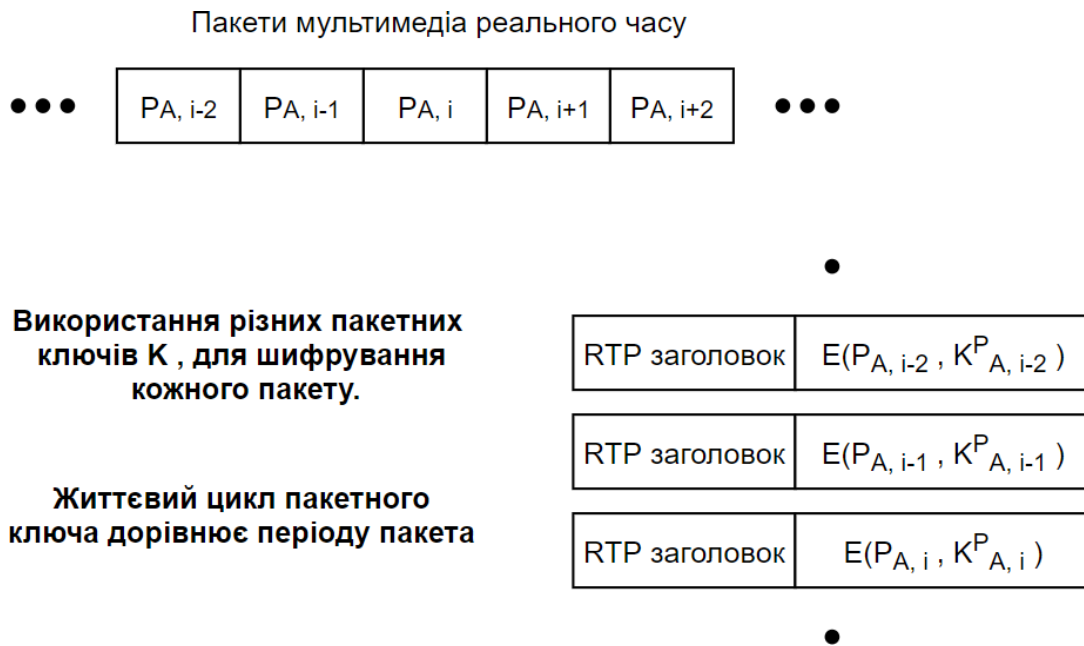 Пакети мультимедіа реального часу
••• PA, i-2 PA, i-1 PA, i PA, i+1 PA, i+2 •••
•
Використання різних пакетних
ключів K , для шифрування
кожного пакету.
RTP заголовок E(PA, i-2 , KPA, i-2 )
RTP заголовок E(PA, i-1 , KPA, i-1 )
Життєвий цикл пакетного
ключа дорівнює періоду пакета
RTP заголовок E(PA, i , KPA, i )
•